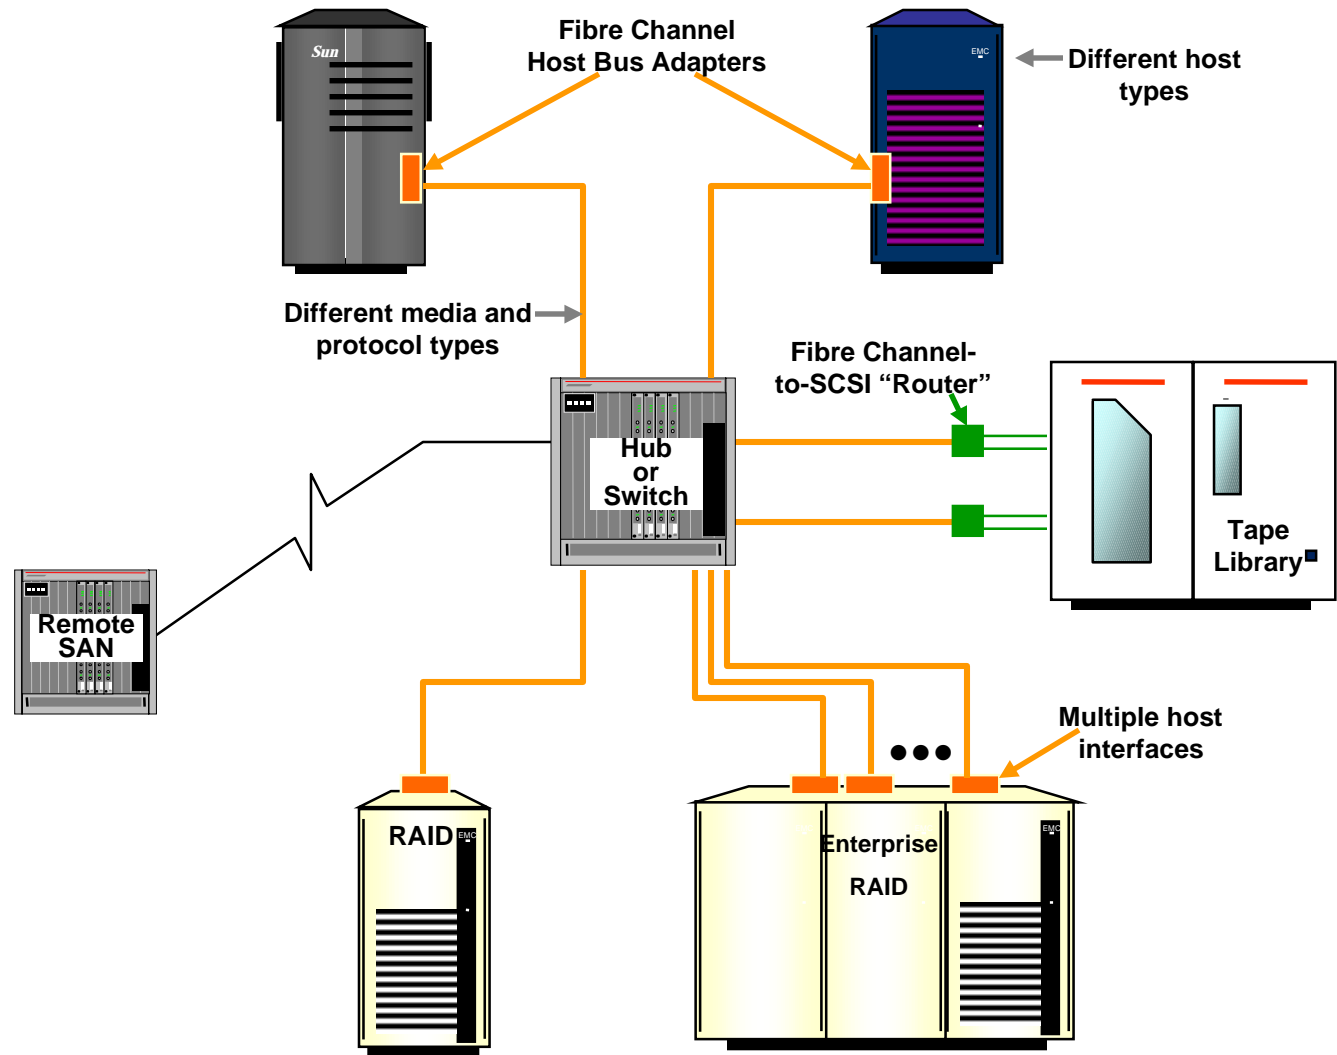 Fibre Channel
Host Bus Adapters
Sun
EMC
Different host
types
Different media and
protocol types
Fibre Channel-
to-SCSI “Router”
Hub
or
Switch
Tape
Library
Remote
SAN
Multiple host
interfaces
RAID
EMC
Enterprise
RAID
EMC